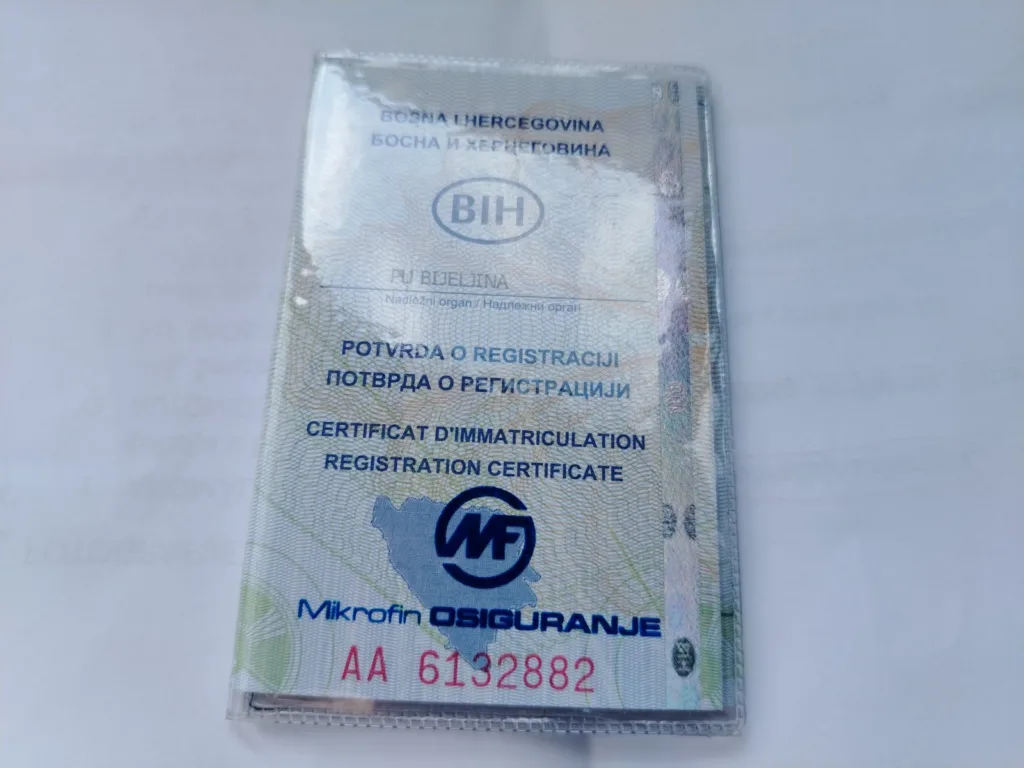 BOSNA I HERCEGOVINA
БОСНА И ХЕРЦЕГОВИНА
BIH
PU BIJELJINA
Nadležni organ / Надлежни орган
POTVRDA O REGISTRACIJI
ПОТВРДА О РЕГИСТРАЦИЈИ
CERTIFICAT D'IMMATRICULATION
REGISTRATION CERTIFICATE
MF
Mikrofin OSIGURANJE
AA 6132882